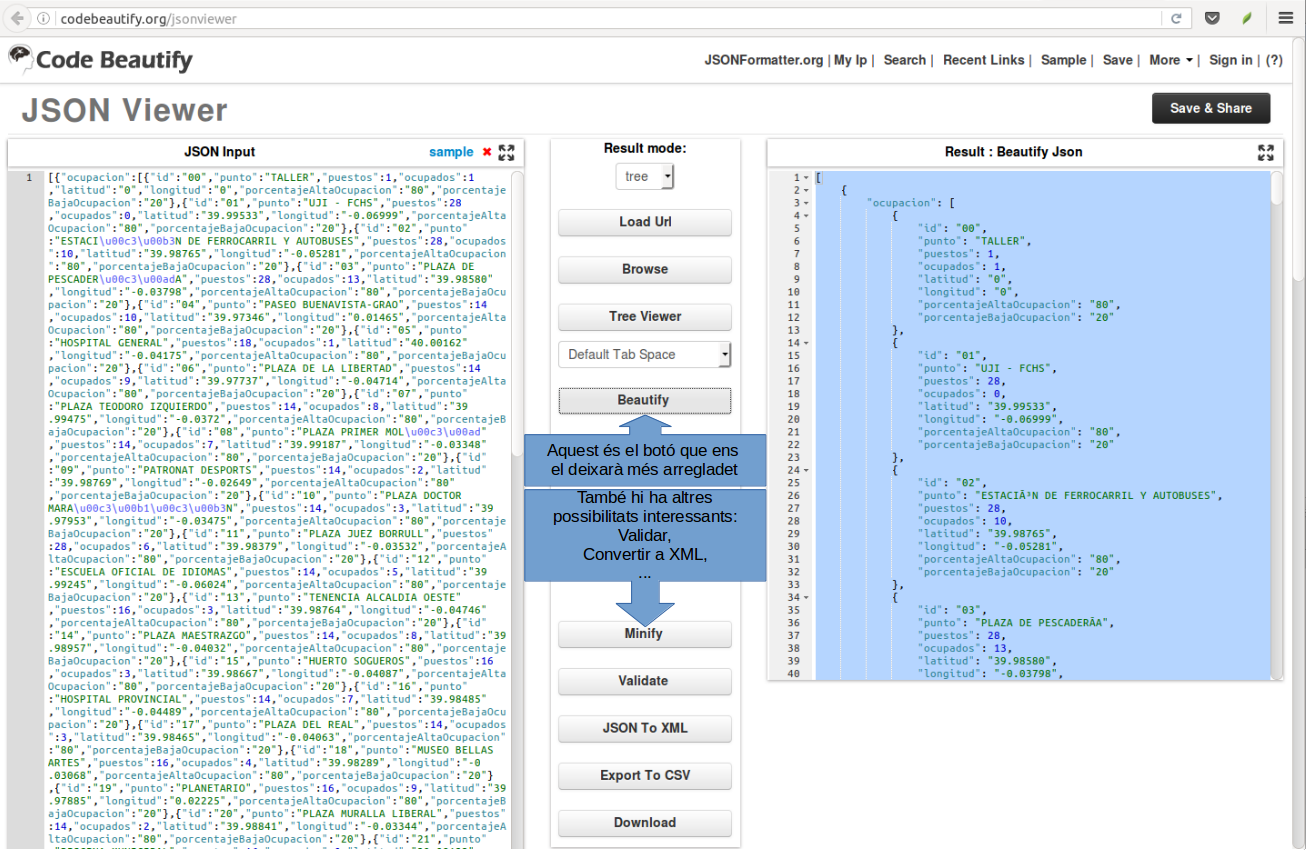 codebeautify.org/jsonviewer
Code Beautify
JSONFormatter.org | My Ip | Search | Recent Links | Sample | Save | More | Sign in | (?)
JSON Viewer
Save & Share
JSON Input
sample
1
[{"ocupacion":[{"id":"00","punto":"TALLER","puestos":1,"ocupados":1
,"latitud":"0","longitud":"0","porcentajeAltaOcupacion":"80","porcentaje
BajaOcupacion":"20"},{"id":"01","punto":"UJI - FCHS","puestos":28
,"ocupados":0,"latitud":"39.99533","longitud":"-0.06999","porcentajeAlta
Ocupacion":"80","porcentajeBajaOcupacion":"20"},{"id":"02","punto"
:"ESTACI\u00c3\u00b3N DE FERROCARRIL Y AUTOBUSES","puestos":28,"ocupados"
:10,"latitud":"39.98765","longitud":"-0.05281","porcentajeAltaOcupacion"
:"80","porcentajeBajaOcupacion":"20"},{"id":"03","punto":"PLAZA DE
PESCADER\u00c3\u00adA","puestos":28,"ocupados":13,"latitud":"39.98580"
,"longitud":"-0.03798","porcentajeAltaOcupacion":"80","porcentajeBajaOcu
pacion":"20"},{"id":"04","punto":"PASEO BUENAVISTA-GRAO","puestos":14
,"ocupados":10,"latitud":"39.97346","longitud":"0.01465","porcentajeAlta
Ocupacion":"80","porcentajeBajaOcupacion":"20"},{"id":"05","punto"
:"HOSPITAL GENERAL","puestos":18,"ocupados":1,"latitud":"40.00162"
,"longitud":"-0.04175","porcentajeAltaOcupacion":"80","porcentajeBajaOcu
pacion":"20"},{"id":"06","punto":"PLAZA DE LA LIBERTAD","puestos":14
,"ocupados":9,"latitud":"39.97737","longitud":"-0.04714","porcentajeAlta
Ocupacion":"80","porcentajeBajaOcupacion":"20"},{"id":"07","punto"
:"PLAZA TEODORO IZQUIERDO","puestos":14,"ocupados":8,"latitud":"39
.99475","longitud":"-0.0372","porcentajeAltaOcupacion":"80","porcentajeB
ajaOcupacion":"20"},{"id":"08","punto":"PLAZA PRIMER MOL\u00c3\u00ad"
,"puestos":14,"ocupados":7,"latitud":"39.99187","longitud":"-0.03348"
,"porcentajeAltaOcupacion":"80","porcentajeBajaOcupacion":"20"},{"id"
:"09","punto":"PATRONAT DESPORTS","puestos":14,"ocupados":2,"latitud"
:"39.98769","longitud":"-0.02649","porcentajeAltaOcupacion":"80"
,"porcentajeBajaOcupacion":"20"},{"id":"10","punto":"PLAZA DOCTOR
MARA\u00c3\u00b1\u00c3\u00b3N","puestos":14,"ocupados":3,"latitud":"39
.97953","longitud":"-0.03475","porcentajeAltaOcupacion":"80","porcentaje
BajaOcupacion":"20"},{"id":"11","punto":"PLAZA JUEZ BORRULL","puestos"
:28,"ocupados":6,"latitud":"39.98379","longitud":"-0.03532","porcentajeA
ltaOcupacion":"80","porcentajeBajaOcupacion":"20"},{"id":"12","punto"
:"ESCUELA OFICIAL DE IDIOMAS","puestos":14,"ocupados":5,"latitud":"39
.99245","longitud":"-0.06024","porcentajeAltaOcupacion":"80","porcentaje
BajaOcupacion":"20"},{"id":"13","punto":"TENENCIA ALCALDIA OESTE"
,"puestos":16,"ocupados":3,"latitud":"39.98764","longitud":"-0.04746"
,"porcentajeAltaOcupacion":"80","porcentajeBajaOcupacion":"20"},{"id"
:"14","punto":"PLAZA MAESTRAZGO","puestos":14,"ocupados":8,"latitud":"39
.98957","longitud":"-0.04032","porcentajeAltaOcupacion":"80","porcentaje
BajaOcupacion":"20"},{"id":"15","punto":"HUERTO SOGUEROS","puestos":16
,"ocupados":3,"latitud":"39.98667","longitud":"-0.04087","porcentajeAlta
Ocupacion":"80","porcentajeBajaOcupacion":"20"},{"id":"16","punto"
:"HOSPITAL PROVINCIAL","puestos":14,"ocupados":7,"latitud":"39.98485"
,"longitud":"-0.04489","porcentajeAltaOcupacion":"80","porcentajeBajaOcu
pacion":"20"},{"id":"17","punto":"PLAZA DEL REAL","puestos":14,"ocupados"
:3,"latitud":"39.98465","longitud":"-0.04063","porcentajeAltaOcupacion"
:"80","porcentajeBajaOcupacion":"20"},{"id":"18","punto":"MUSEO BELLAS
ARTES","puestos":16,"ocupados":4,"latitud":"39.98289","longitud":"-0
.03068","porcentajeAltaOcupacion":"80","porcentajeBajaOcupacion":"20"}
,{"id":"19","punto":"PLANETARIO","puestos":16,"ocupados":9,"latitud":"39
.97885","longitud":"0.02225","porcentajeAltaOcupacion":"80","porcentajeB
ajaOcupacion":"20"},{"id":"20","punto":"PLAZA MURALLA LIBERAL","puestos"
:14,"ocupados":2,"latitud":"39.98841","longitud":"-0.03344","porcentajeA
ltaOcupacion":"80","porcentajeBajaOcupacion":"20"},{"id":"21","punto"
Result mode:
tree
Load Url
Browse
Tree Viewer
Default Tab Space
Beautify
Aquest és el botó que ens
el deixarà més arregladet
També hi ha altres
possibilitats interessants:
Validar,
Convertir a XML,
...
Minify
Validate
JSON To XML
Export To CSV
Download
Result : Beautify Json
1 [
2 {
3 "ocupacion": [
4 {
5 "id": "00",
6 "punto": "TALLER",
7 "puestos": 1,
8 "ocupados": 1,
9 "latitud": "0",
10 "longitud": "0",
11 "porcentajeAltaOcupacion": "80",
12 "porcentajeBajaOcupacion": "20"
13 },
14 {
15 "id": "01",
16 "punto": "UJI - FCHS",
17 "puestos": 28,
18 "ocupados": 0,
19 "latitud": "39.99533",
20 "longitud": "-0.06999",
21 "porcentajeAltaOcupacion": "80",
22 "porcentajeBajaOcupacion": "20"
23 },
24 {
25 "id": "02",
26 "punto": "ESTACIÃ³N DE FERROCARRIL Y AUTOBUSES",
27 "puestos": 28,
28 "ocupados": 10,
29 "latitud": "39.98765",
30 "longitud": "-0.05281",
31 "porcentajeAltaOcupacion": "80",
32 "porcentajeBajaOcupacion": "20"
33 },
34 {
35 "id": "03",
36 "punto": "PLAZA DE PESCADERÃA",
37 "puestos": 28,
38 "ocupados": 13,
39 "latitud": "39.98580",
40 "longitud": "-0.03798",